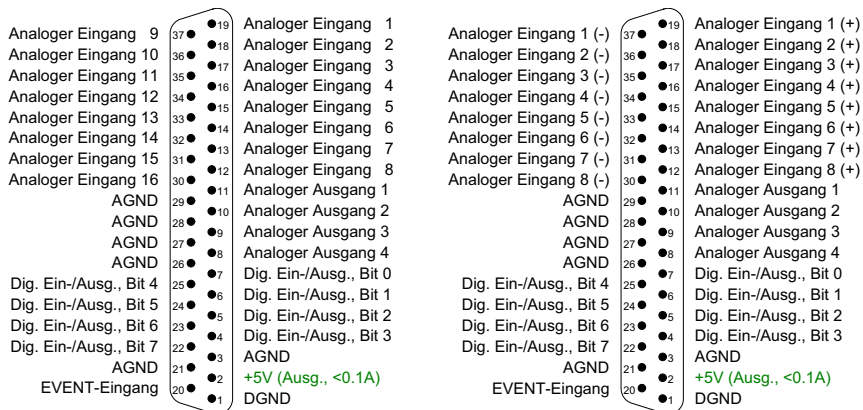 Analoger Eingang 9 37 19 Analoger Eingang 1
Analoger Eingang 10 36 18 Analoger Eingang 2
Analoger Eingang 11 35 17 Analoger Eingang 3
Analoger Eingang 12 34 16 Analoger Eingang 4
Analoger Eingang 13 33 15 Analoger Eingang 5
Analoger Eingang 14 32 14 Analoger Eingang 6
Analoger Eingang 15 31 13 Analoger Eingang 7
Analoger Eingang 16 30 12 Analoger Eingang 8
AGND 29 11 Analoger Ausgang 1
AGND 28 10 Analoger Ausgang 2
AGND 27 9 Analoger Ausgang 3
AGND 26 8 Analoger Ausgang 4
Dig. Ein-/Ausg., Bit 4 25 7 Dig. Ein-/Ausg., Bit 0
Dig. Ein-/Ausg., Bit 5 24 6 Dig. Ein-/Ausg., Bit 1
Dig. Ein-/Ausg., Bit 6 23 5 Dig. Ein-/Ausg., Bit 2
Dig. Ein-/Ausg., Bit 7 22 4 Dig. Ein-/Ausg., Bit 3
AGND 21 3 AGND
EVENT-Eingang 20 2 +5V (Ausg., <0.1A)
1 DGND
Analoger Eingang 1 (-) 37 19 Analoger Eingang 1 (+)
Analoger Eingang 2 (-) 36 18 Analoger Eingang 2 (+)
Analoger Eingang 3 (-) 35 17 Analoger Eingang 3 (+)
Analoger Eingang 4 (-) 34 16 Analoger Eingang 4 (+)
Analoger Eingang 5 (-) 33 15 Analoger Eingang 5 (+)
Analoger Eingang 6 (-) 32 14 Analoger Eingang 6 (+)
Analoger Eingang 7 (-) 31 13 Analoger Eingang 7 (+)
Analoger Eingang 8 (-) 30 12 Analoger Eingang 8 (+)
AGND 29 11 Analoger Ausgang 1
AGND 28 10 Analoger Ausgang 2
AGND 27 9 Analoger Ausgang 3
AGND 26 8 Analoger Ausgang 4
Dig. Ein-/Ausg., Bit 4 25 7 Dig. Ein-/Ausg., Bit 0
Dig. Ein-/Ausg., Bit 5 24 6 Dig. Ein-/Ausg., Bit 1
Dig. Ein-/Ausg., Bit 6 23 5 Dig. Ein-/Ausg., Bit 2
Dig. Ein-/Ausg., Bit 7 22 4 Dig. Ein-/Ausg., Bit 3
AGND 21 3 AGND
EVENT-Eingang 20 2 +5V (Ausg., <0.1A)
1 DGND